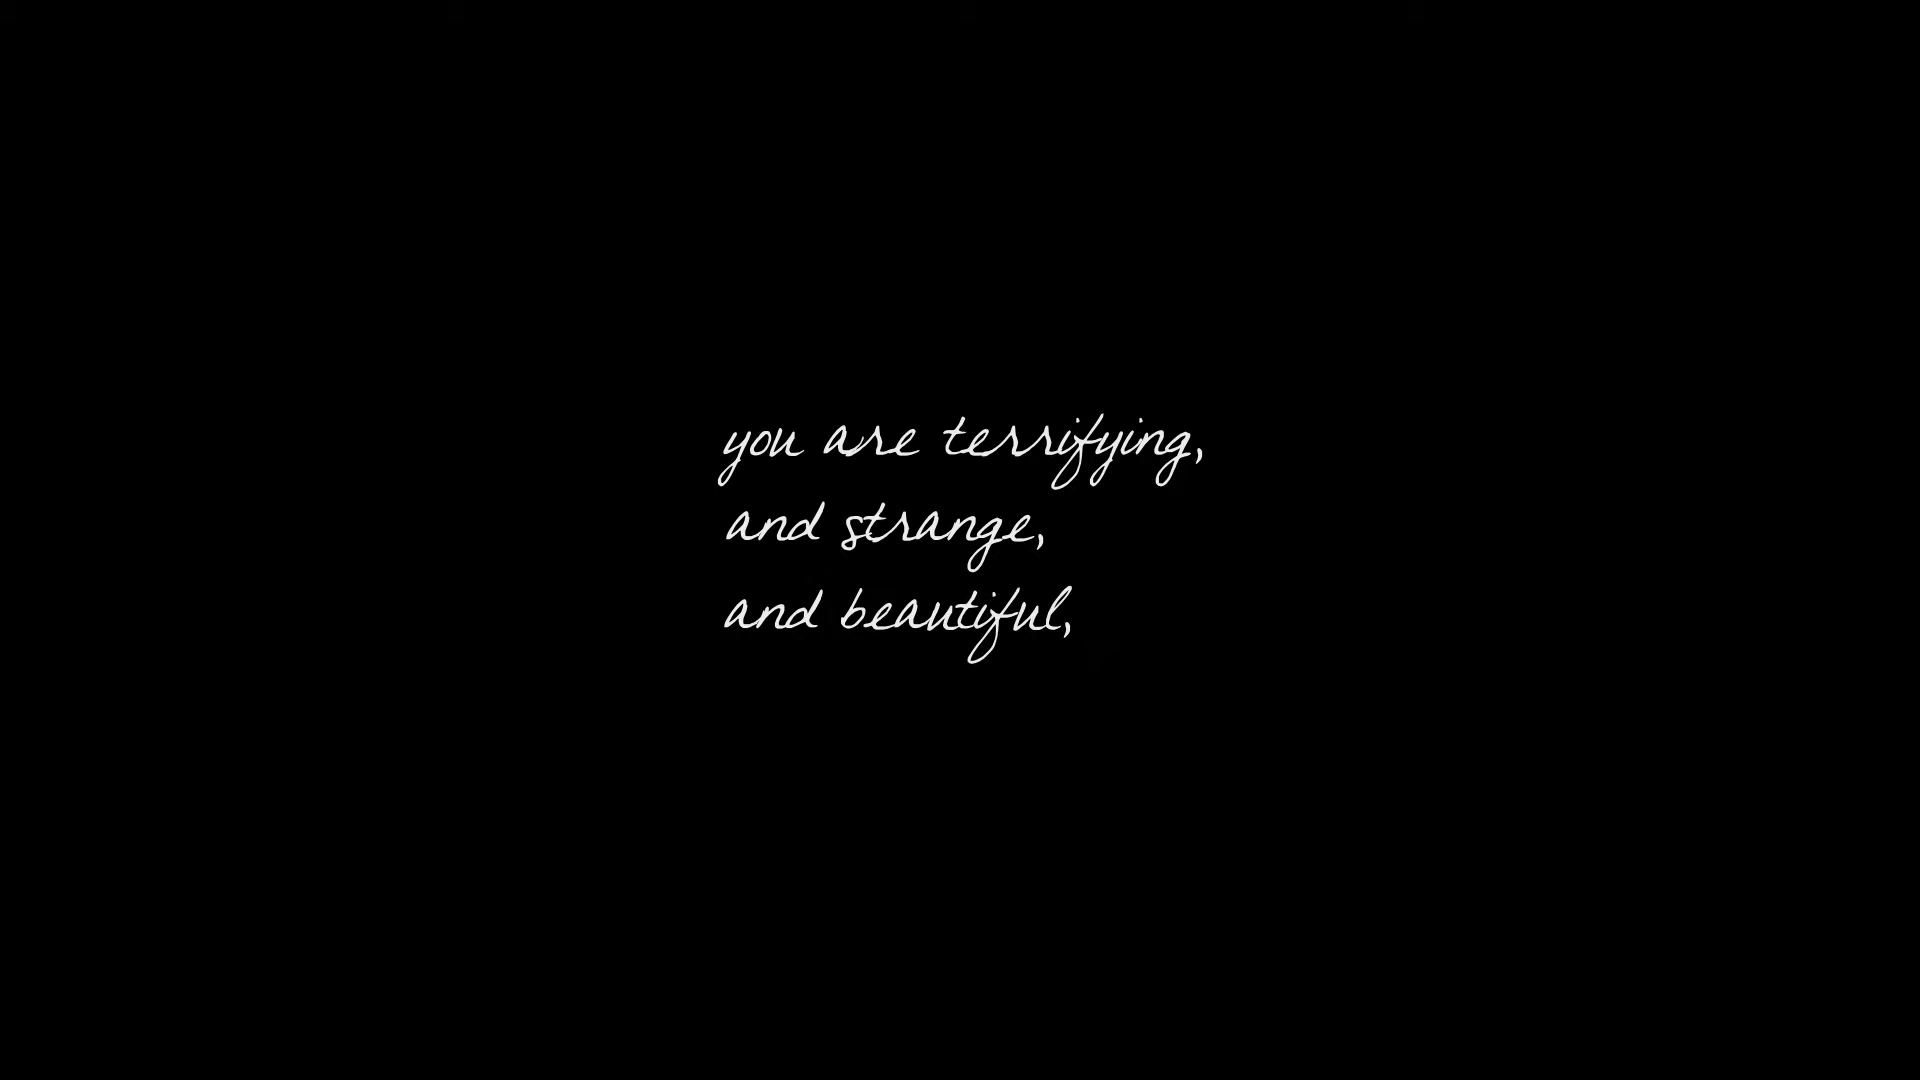 you are terrifying,
and strange,
and beautiful,